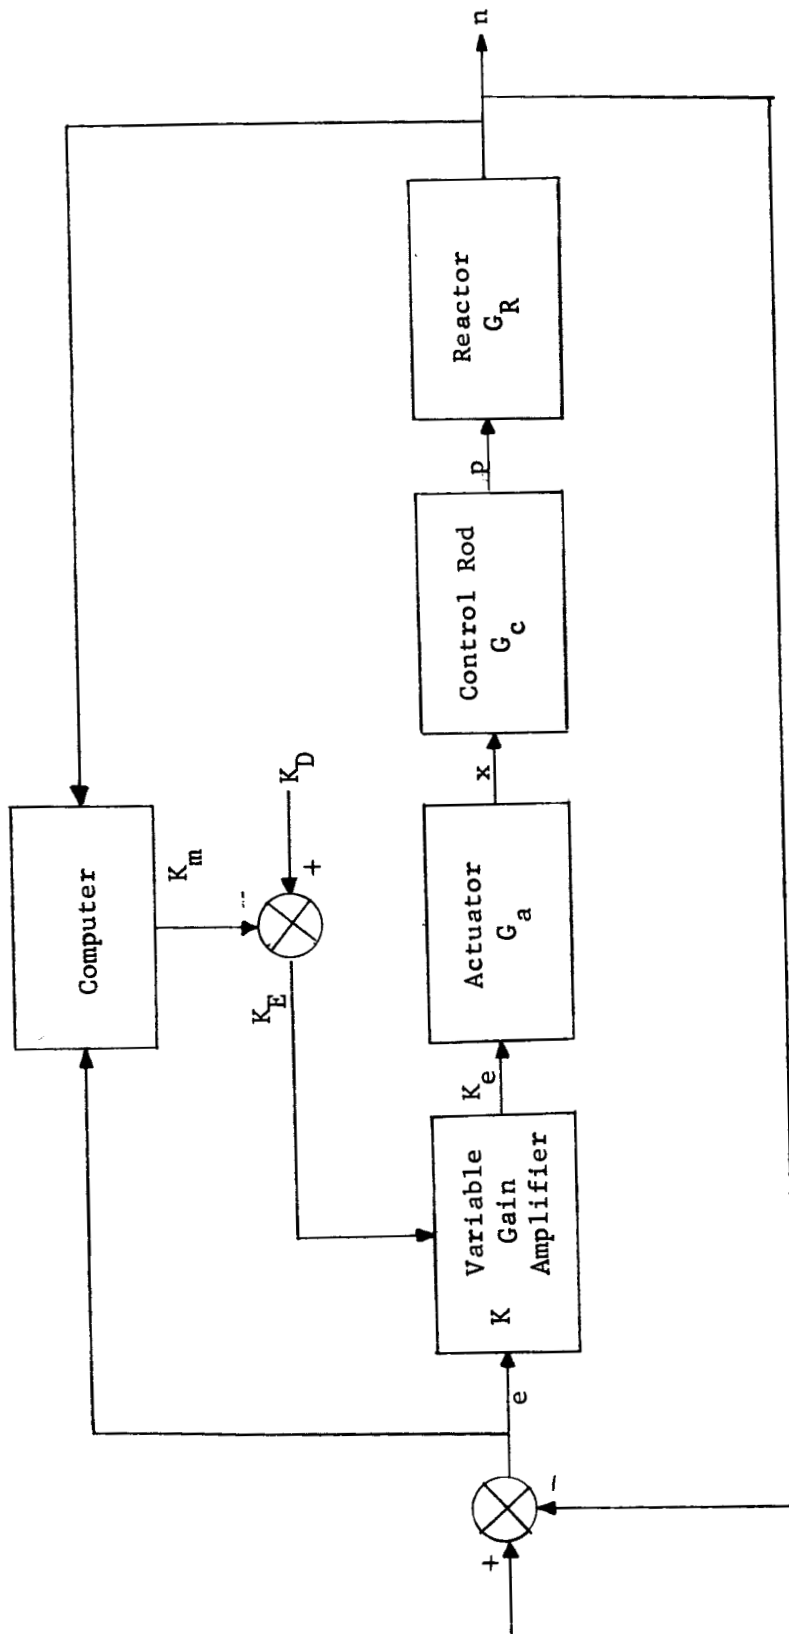 Computer
K_m
-
K_D
+
K_E
+
-
e
Variable
Gain
Amplifier
K
K_e
Actuator
G_a
x
Control Rod
G_c
p
Reactor
G_R
n